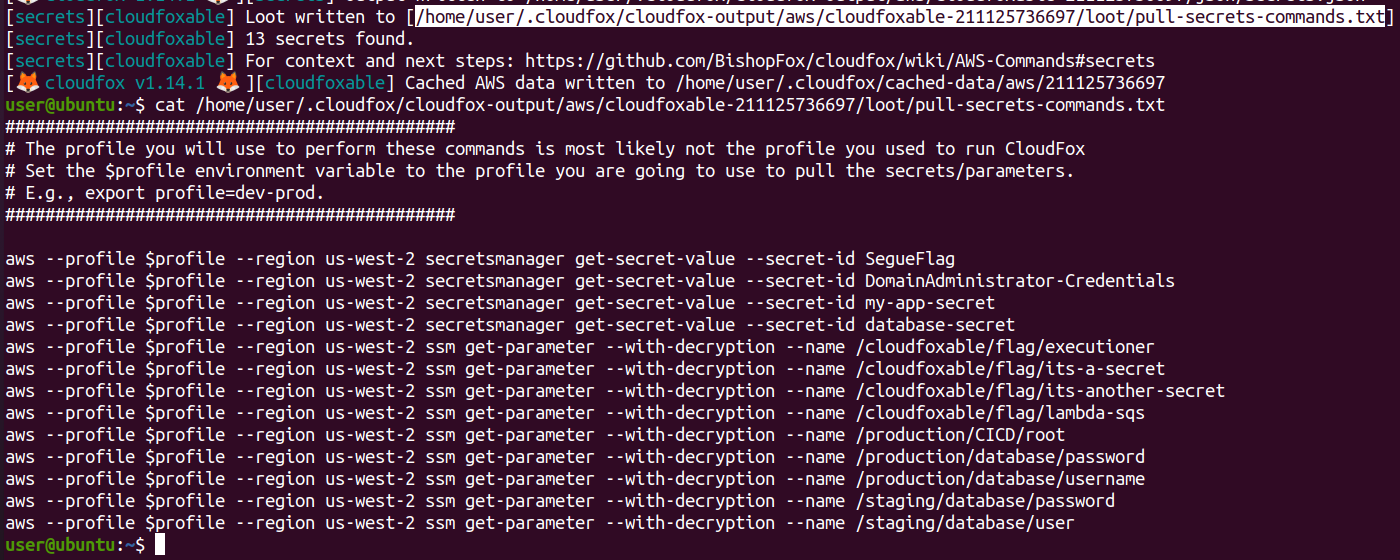 [secrets][cloudfoxable] Loot written to [/home/user/.cloudfox/cloudfox-output/aws/cloudfoxable-211125736697/loot/pull-secrets-commands.txt]
[secrets][cloudfoxable] 13 secrets found.
[secrets][cloudfoxable] For context and next steps: https://github.com/BishopFox/cloudfox/wiki/AWS-Commands#secrets
[🦊 cloudfox v1.14.1 🦊 ][cloudfoxable] Cached AWS data written to /home/user/.cloudfox/cached-data/aws/211125736697
user@ubuntu:~$ cat /home/user/.cloudfox/cloudfox-output/aws/cloudfoxable-211125736697/loot/pull-secrets-commands.txt
#############################################
# The profile you will use to perform these commands is most likely not the profile you used to run CloudFox
# Set the $profile environment variable to the profile you are going to use to pull the secrets/parameters.
# E.g., export profile=dev-prod.
#############################################
aws --profile $profile --region us-west-2 secretsmanager get-secret-value --secret-id SegueFlag
aws --profile $profile --region us-west-2 secretsmanager get-secret-value --secret-id DomainAdministrator-Credentials
aws --profile $profile --region us-west-2 secretsmanager get-secret-value --secret-id my-app-secret
aws --profile $profile --region us-west-2 secretsmanager get-secret-value --secret-id database-secret
aws --profile $profile --region us-west-2 ssm get-parameter --with-decryption --name /cloudfoxable/flag/executioner
aws --profile $profile --region us-west-2 ssm get-parameter --with-decryption --name /cloudfoxable/flag/its-a-secret
aws --profile $profile --region us-west-2 ssm get-parameter --with-decryption --name /cloudfoxable/flag/its-another-secret
aws --profile $profile --region us-west-2 ssm get-parameter --with-decryption --name /cloudfoxable/flag/lambda-sqs
aws --profile $profile --region us-west-2 ssm get-parameter --with-decryption --name /production/CICD/root
aws --profile $profile --region us-west-2 ssm get-parameter --with-decryption --name /production/database/password
aws --profile $profile --region us-west-2 ssm get-parameter --with-decryption --name /production/database/username
aws --profile $profile --region us-west-2 ssm get-parameter --with-decryption --name /staging/database/password
aws --profile $profile --region us-west-2 ssm get-parameter --with-decryption --name /staging/database/user
user@ubuntu:~$